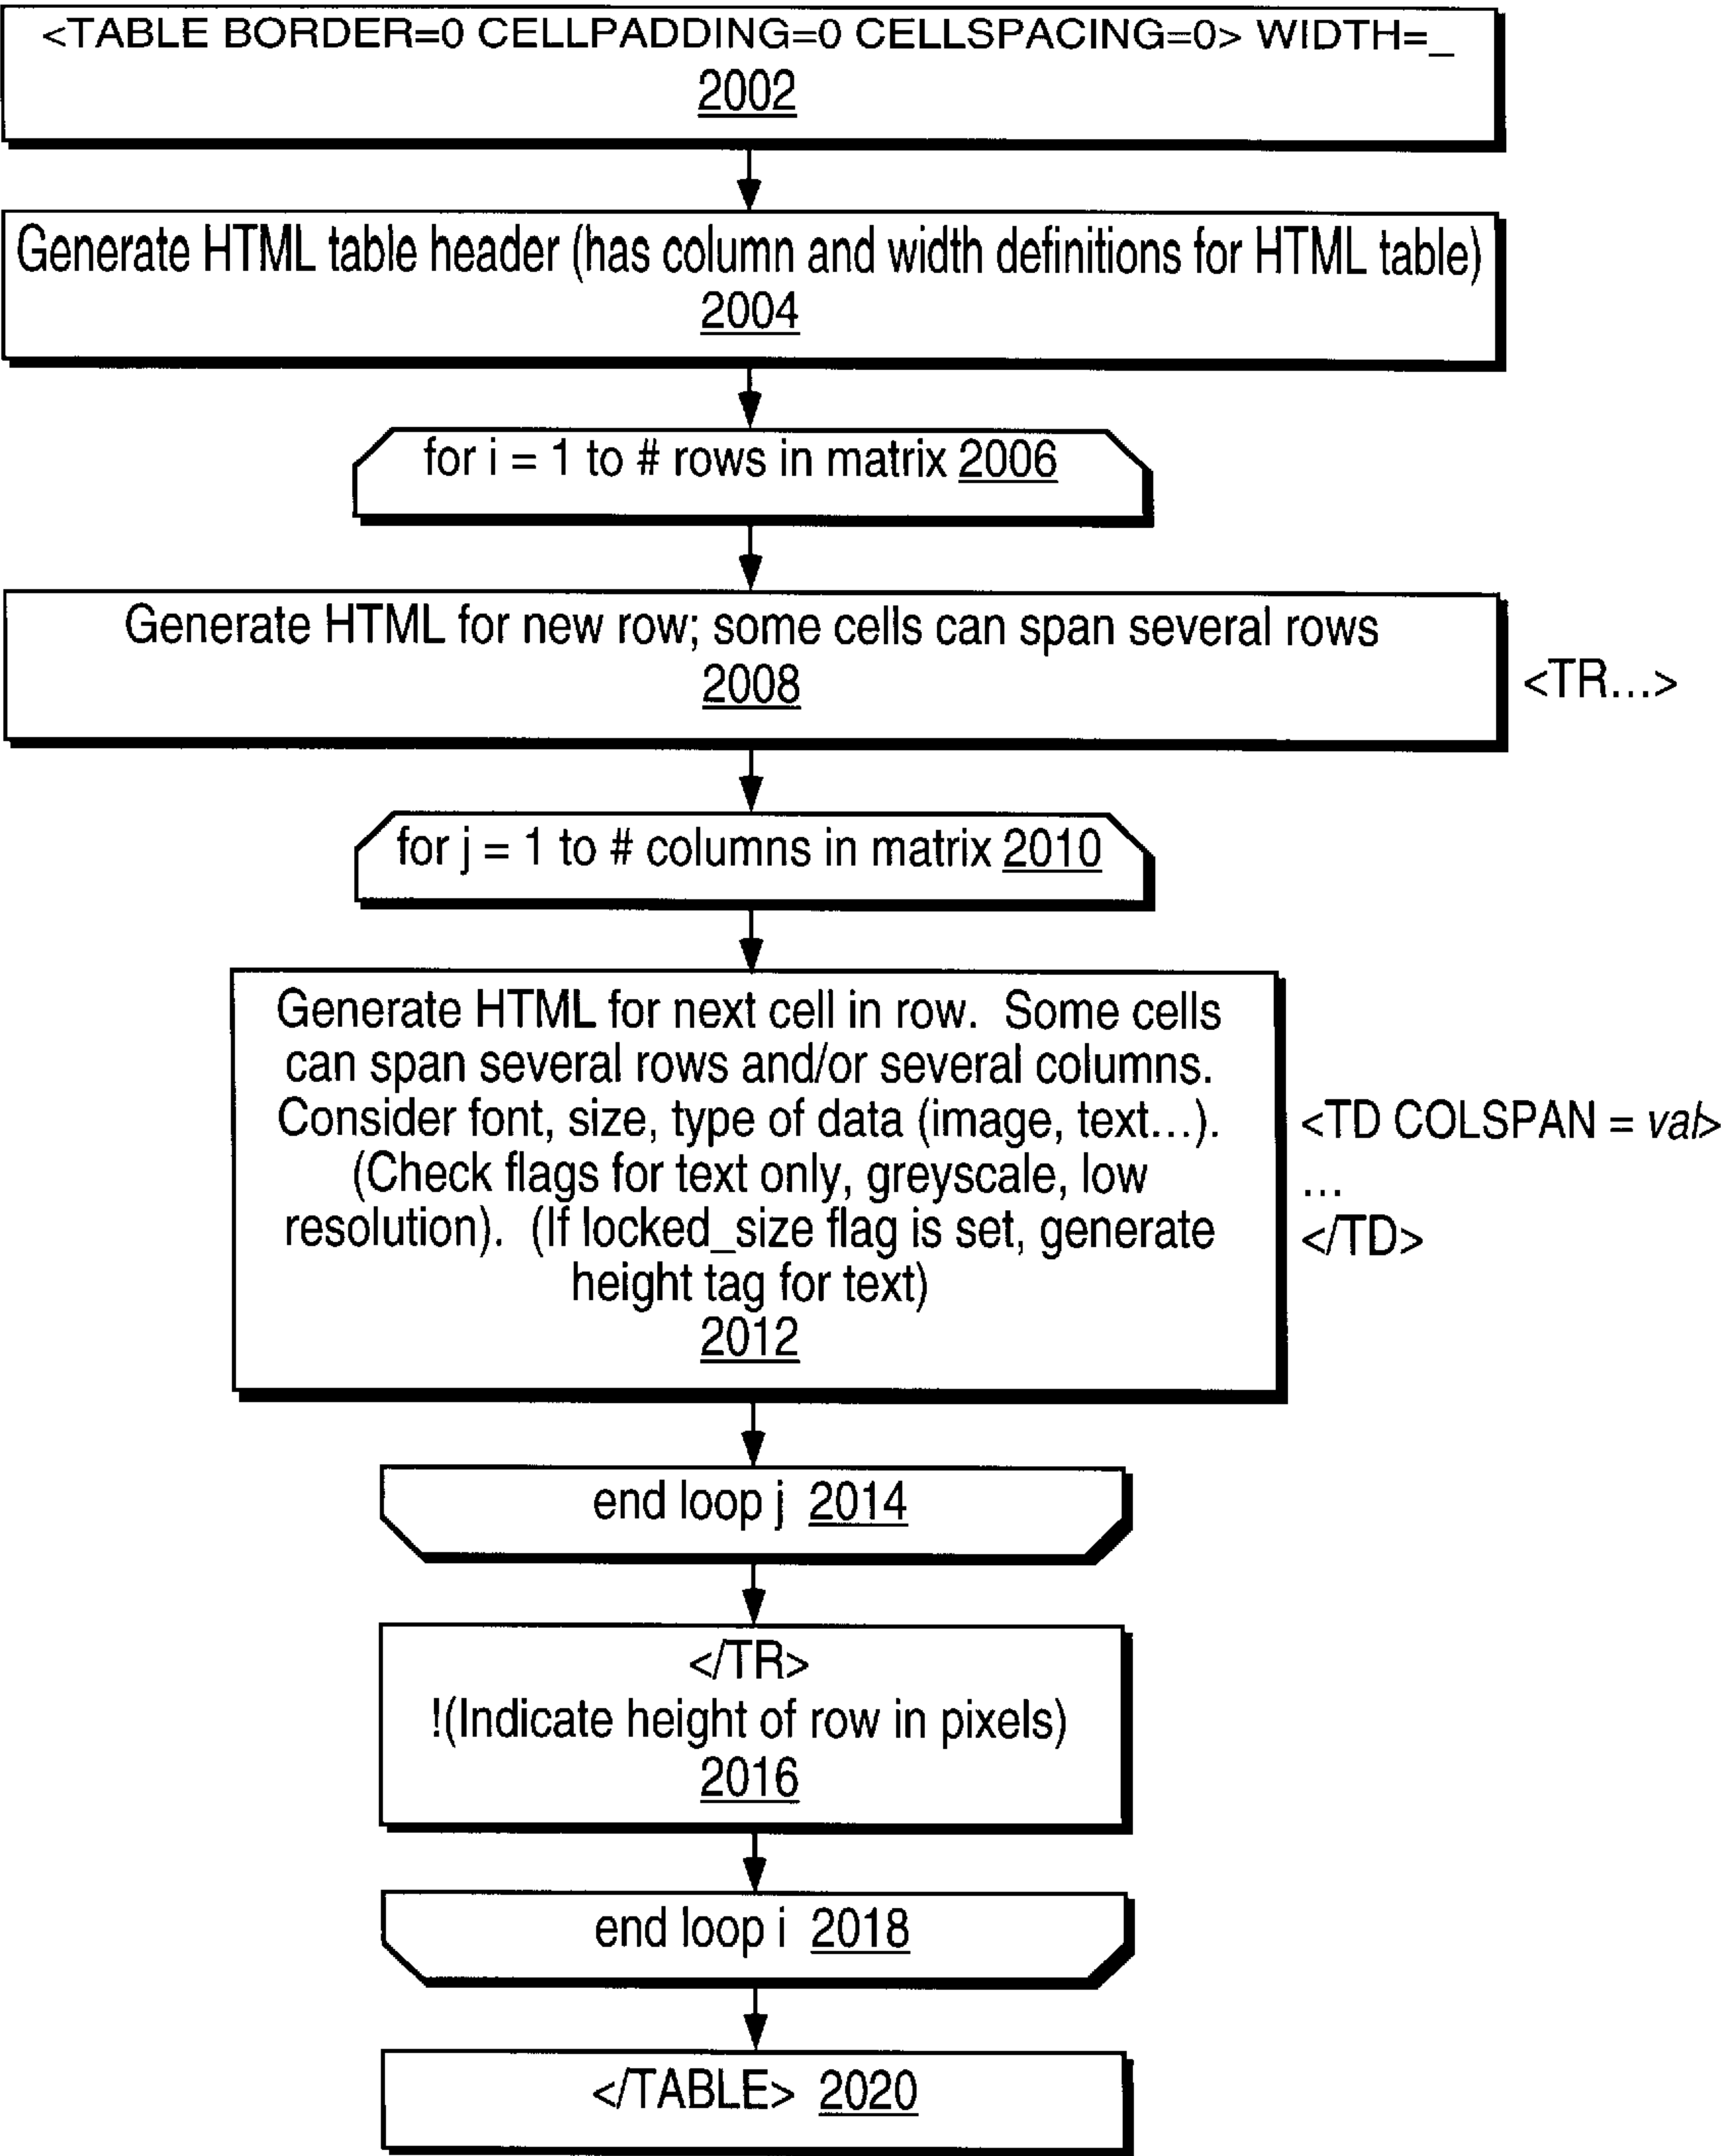 <TABLE BORDER=0 CELLPADDING=0 CELLSPACING=0> WIDTH=_
2002
Generate HTML table header (has column and width definitions for HTML table)
2004
for i = 1 to # rows in matrix 2006
Generate HTML for new row; some cells can span several rows
2008
<TR...>
for j = 1 to # columns in matrix 2010
Generate HTML for next cell in row. Some cells
can span several rows and/or several columns.
Consider font, size, type of data (image, text...).
(Check flags for text only, greyscale, low
resolution). (If locked_size flag is set, generate
height tag for text)
2012
<TD COLSPAN = val>
...
</TD>
end loop j 2014
</TR>
!(Indicate height of row in pixels)
2016
end loop i 2018
</TABLE> 2020